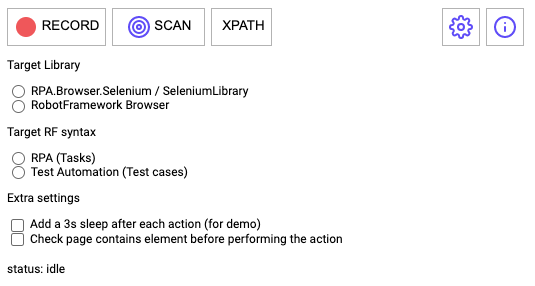 RECORD SCAN XPATH
Target Library
RPA.Browser.Selenium / SeleniumLibrary
RobotFramework Browser
Target RF syntax
RPA (Tasks)
Test Automation (Test cases)
Extra settings
Add a 3s sleep after each action (for demo)
Check page contains element before performing the action
status: idle